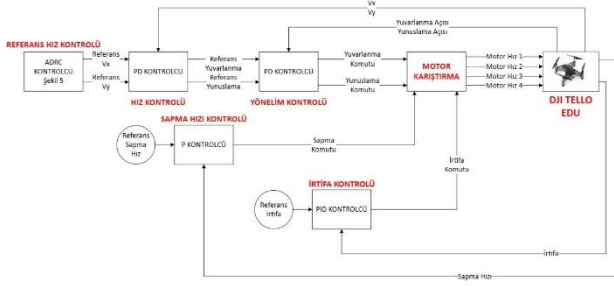 Vx
Vy
Yuvarlanma Açısı
Yunuslama Açısı
REFERANS HIZ KONTROLÜ
ADRC
KONTROLCÜ
Şekil 5
Referans
Vx
Referans
Vy
PD KONTROLCÜ
HIZ KONTROLÜ
Referans
Yuvarlanma
Referans
Yunuslama
PD KONTROLCÜ
YÖNELİM KONTROLÜ
Yuvarlanma
Komutu
Yunuslama
Komutu
MOTOR
KARIŞTIRMA
Motor Hız 1
Motor Hız 2
Motor Hız 3
Motor Hız 4
DJI TELLO
EDU
SAPMA HIZI KONTROLÜ
Referans
Sapma
Hız
P KONTROLCÜ
Sapma
Komutu
İrtifa
Komutu
İRTİFA KONTROLÜ
Referans
İrtifa
PID KONTROLCÜ
İrtifa
Sapma Hızı